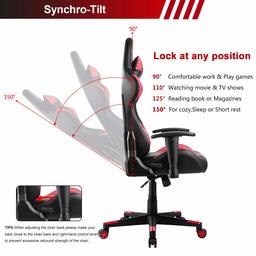 Synchro-Tilt
Lock at any position
90°
90° Comfortable work & Play games
110° Watching movie & TV shows
125° Reading book or Magazines
150° For cozy,Sleep or Short rest
150°
TIPS:When adjusting the chair back,please make your
back close to the chair back and right-hand control lever
to prevent excessive rebound strength of the chair.